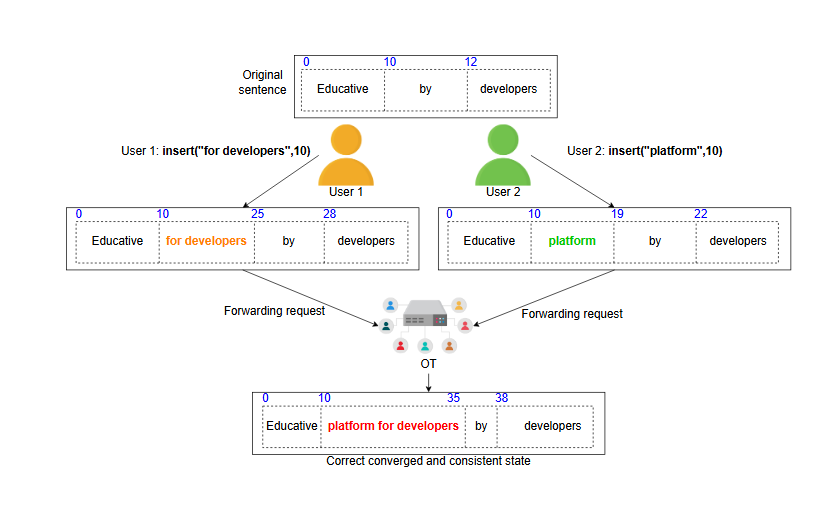 0 10 12
Original
sentence
Educative by developers
User 1: insert("for developers",10)
User 2: insert("platform",10)
User 1
User 2
0 10 25 28
Educative for developers by developers
0 10 19 22
Educative platform by developers
Forwarding request
Forwarding request
OT
0 10 35 38
Educative platform for developers by developers
Correct converged and consistent state